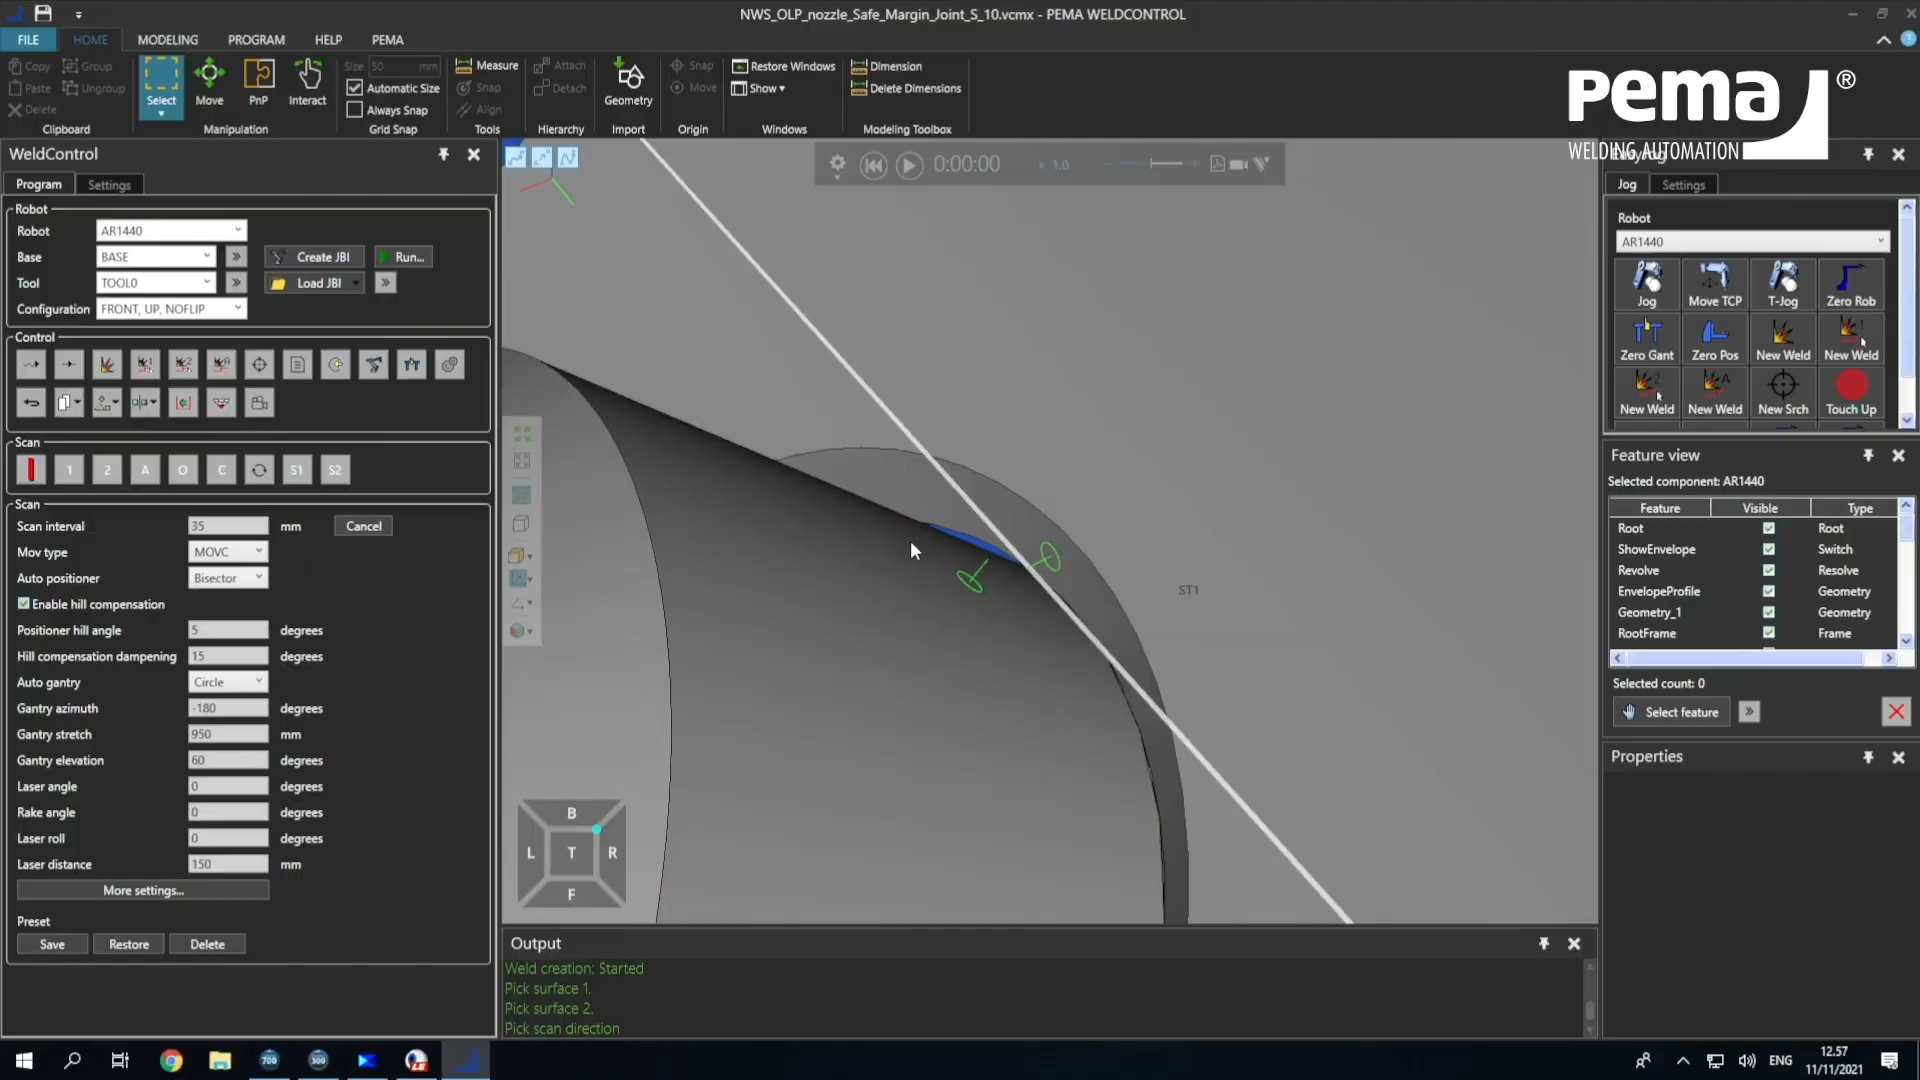 NWS_OLP_nozzle_Safe_Margin_Joint_S_10.vcmx - PEMA WELDCONTROL
FILE HOME MODELING PROGRAM HELP PEMA
Copy Group
Paste Ungroup
Delete
Clipboard
Select Move PnP Interact
Manipulation
Size 50 mm
Automatic Size
Always Snap
Grid Snap
Measure
Snap
Align
Tools
Attach
Detach
Hierarchy
Geometry
Import
Snap
Move
Origin
Restore Windows
Show
Windows
Dimension
Delete Dimensions
Modeling Toolbox
pema ®
WELDING AUTOMATION
WeldControl
Program Settings
Robot
Robot AR1440
Base BASE Create JBI Run...
Tool TOOL0 Load JBI
Configuration FRONT, UP, NOFLIP
Control
Scan
1 2 A O C S1 S2
Scan
Scan interval 35 mm Cancel
Mov type MOVC
Auto positioner Bisector
Enable hill compensation
Positioner hill angle 5 degrees
Hill compensation dampening 15 degrees
Auto gantry Circle
Gantry azimuth -180 degrees
Gantry stretch 950 mm
Gantry elevation 60 degrees
Laser angle 0 degrees
Rake angle 0 degrees
Laser roll 0 degrees
Laser distance 150 mm
More settings...
Preset
Save Restore Delete
0:00:00 x 1.0
ST1
B
L T R
F
Output
Weld creation: Started
Pick surface 1.
Pick surface 2.
Pick scan direction
Jog Settings
Robot
AR1440
Jog Move TCP T-Jog Zero Rob
Zero Gant Zero Pos New Weld New Weld
New Weld New Weld New Srch Touch Up
Feature view
Selected component: AR1440
Feature Visible Type
Root Root
ShowEnvelope Switch
Revolve Resolve
EnvelopeProfile Geometry
Geometry_1 Geometry
RootFrame Frame
Selected count: 0
Select feature
Properties
700 300
ENG
12.57
11/11/2021